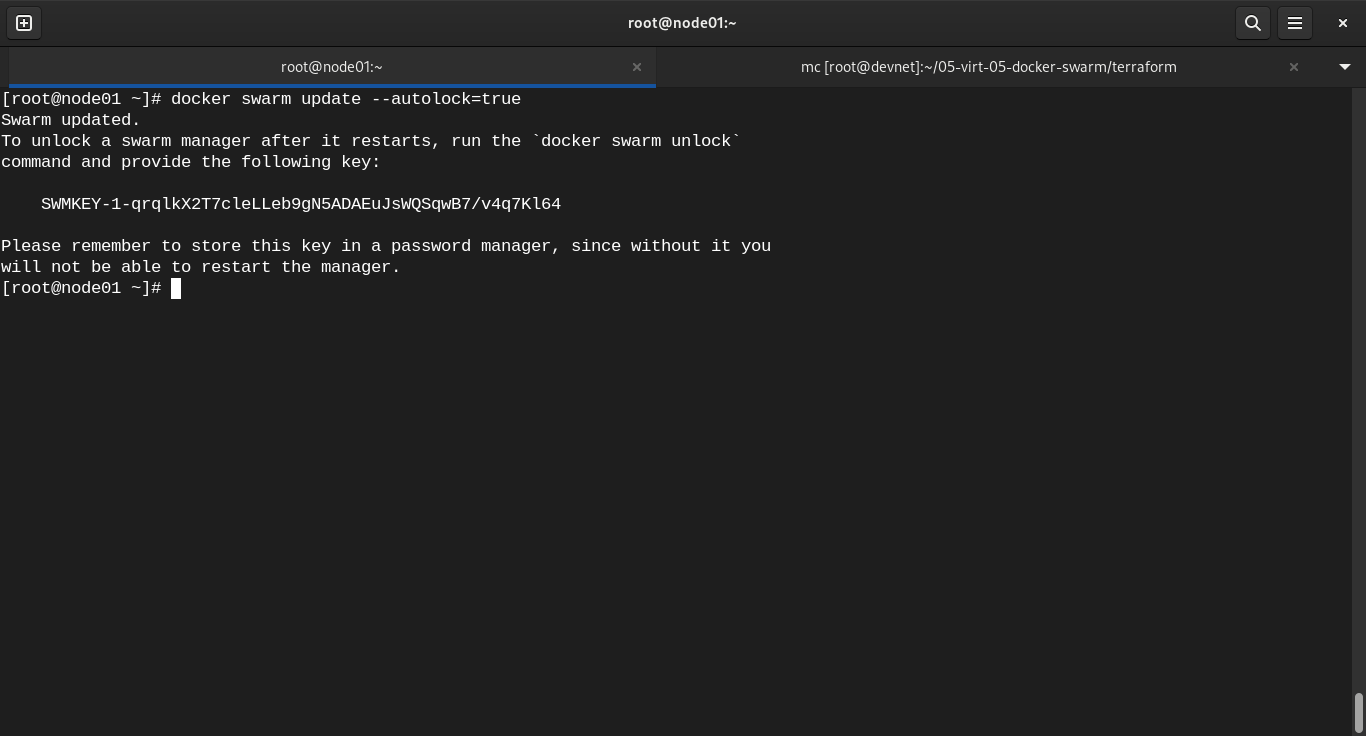 root@node01:~
root@node01:~
mc [root@devnet]:~/05-virt-05-docker-swarm/terraform
[root@node01 ~]# docker swarm update --autolock=true
Swarm updated.
To unlock a swarm manager after it restarts, run the `docker swarm unlock`
command and provide the following key:
SWMKEY-1-qrqlkX2T7cleLLeb9gN5ADAEuJsWQSqwB7/v4q7Kl64
Please remember to store this key in a password manager, since without it you
will not be able to restart the manager.
[root@node01 ~]#